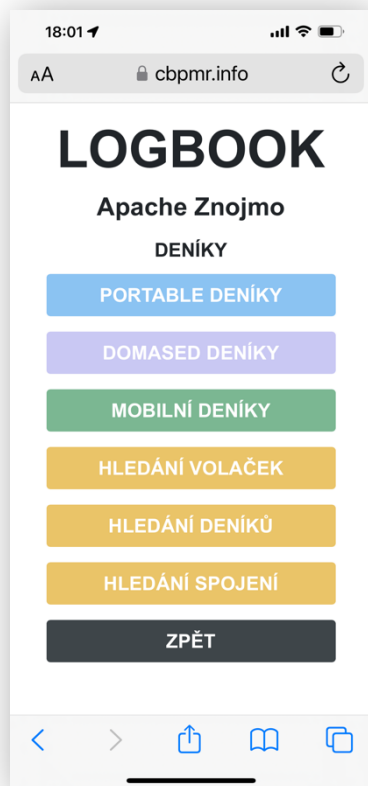 18:01
AA cbpmr.info
LOGBOOK
Apache Znojmo
DENÍKY
PORTABLE DENÍKY
DOMASED DENÍKY
MOBILNÍ DENÍKY
HLEDÁNÍ VOLAČEK
HLEDÁNÍ DENÍKŮ
HLEDÁNÍ SPOJENÍ
ZPĚT